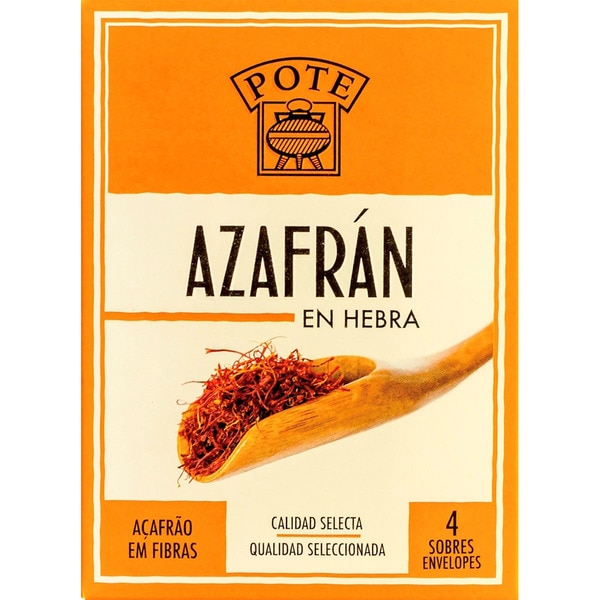 POTE
AZAFRÁN
EN HEBRA
AÇAFRÃO
EM FIBRAS
CALIDAD SELECTA
QUALIDAD SELECCIONADA
4
SOBRES
ENVELOPES